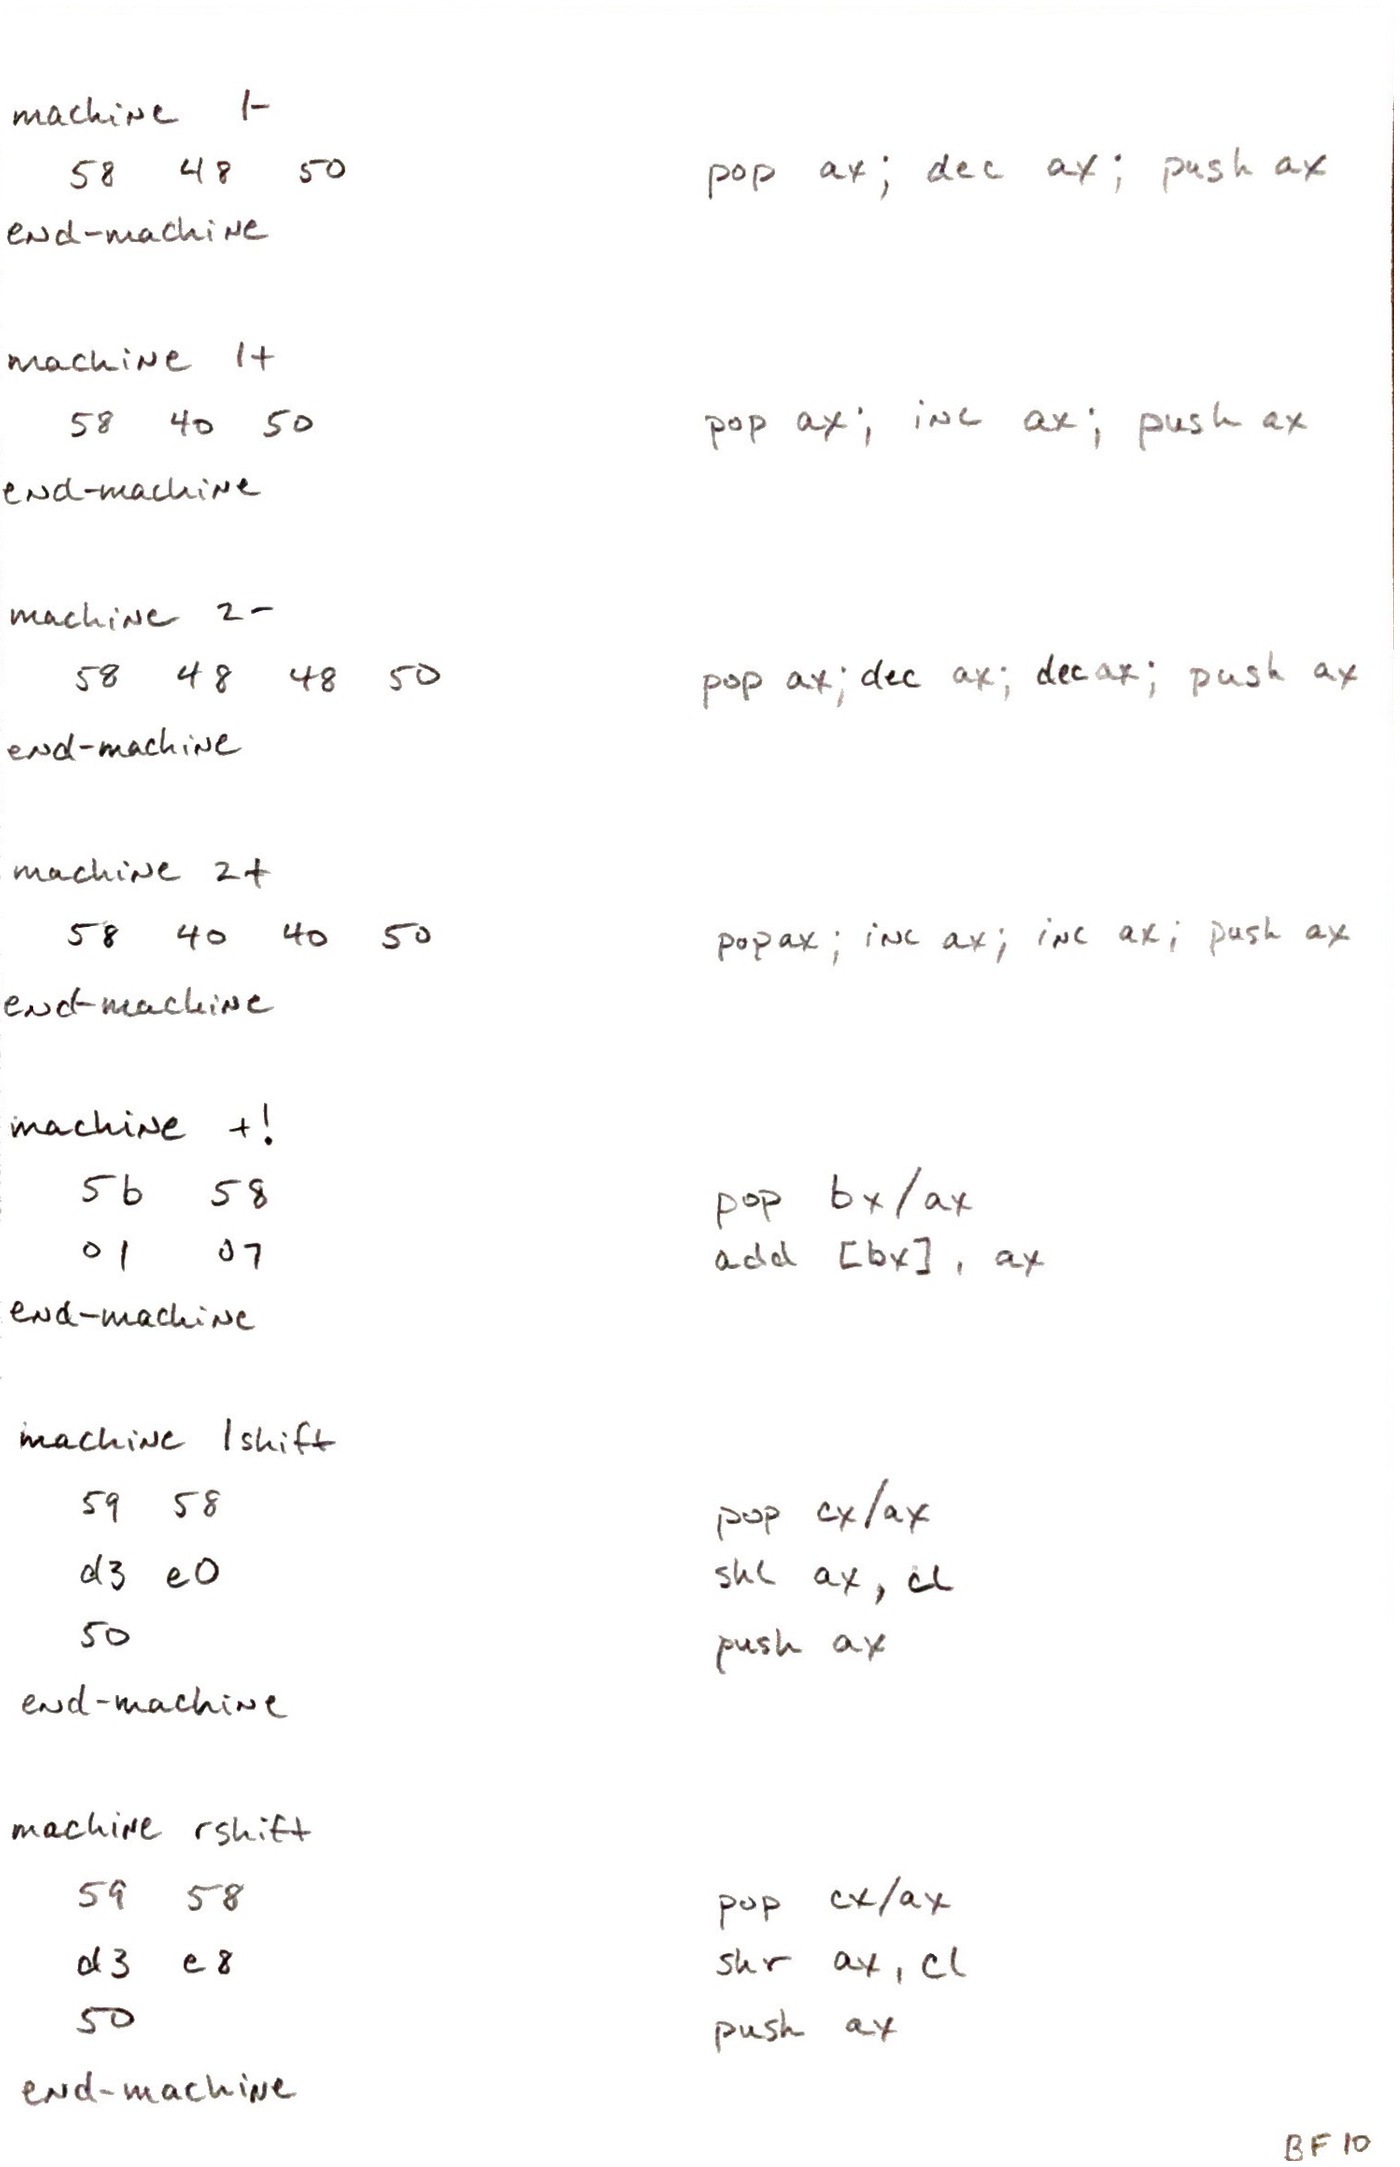 machine 1-
58 48 50 pop ax; dec ax; push ax
end-machine
machine 1+
58 40 50 pop ax; inc ax; push ax
end-machine
machine 2-
58 48 48 50 pop ax; dec ax; dec ax; push ax
end-machine
machine 2+
58 40 40 50 pop ax; inc ax; inc ax; push ax
end-machine
machine +!
5b 58 pop bx/ax
01 07 add [bx], ax
end-machine
machine lshift
59 58 pop cx/ax
d3 e0 shl ax, cl
50 push ax
end-machine
machine rshift
59 58 pop cx/ax
d3 e8 shr ax, cl
50 push ax
end-machine
BF 10